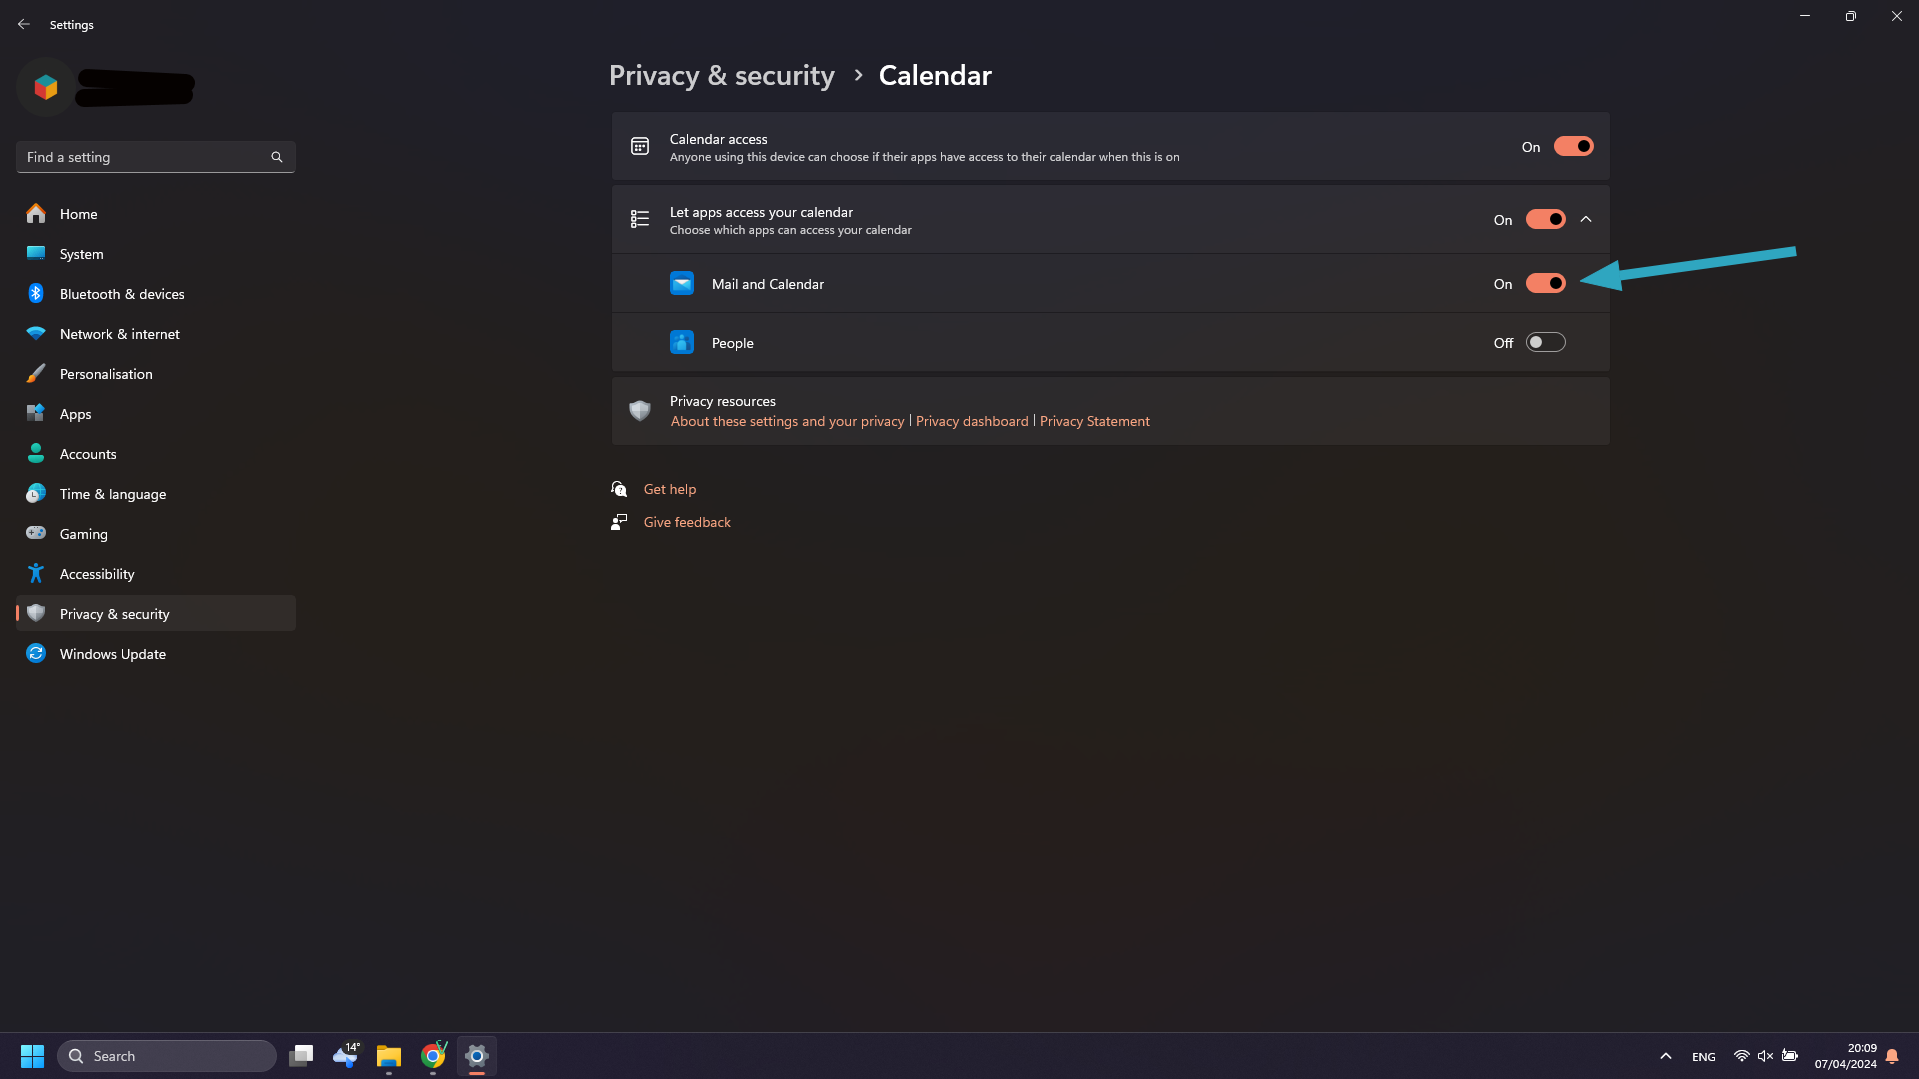 Settings
Find a setting
Home
System
Bluetooth & devices
Network & internet
Personalisation
Apps
Accounts
Time & language
Gaming
Accessibility
Privacy & security
Windows Update
Privacy & security > Calendar
Calendar access
Anyone using this device can choose if their apps have access to their calendar when this is on
On
Let apps access your calendar
Choose which apps can access your calendar
On
Mail and Calendar
On
People
Off
Privacy resources
About these settings and your privacy | Privacy dashboard | Privacy Statement
Get help
Give feedback
Search
14°
ENG
20:09
07/04/2024